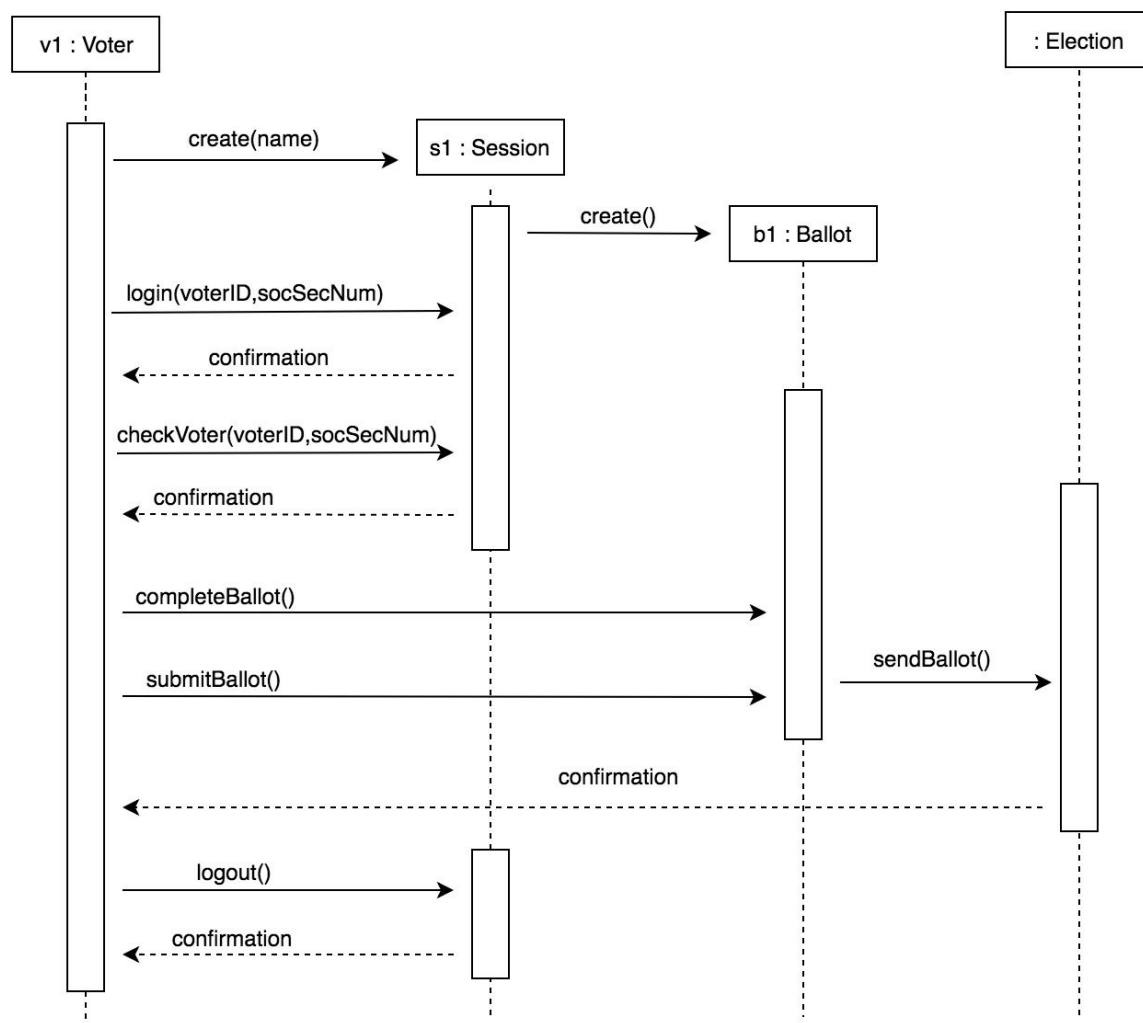 v1 : Voter
: Election
create(name)
s1 : Session
create()
b1 : Ballot
login(voterID,socSecNum)
confirmation
checkVoter(voterID,socSecNum)
confirmation
completeBallot()
sendBallot()
submitBallot()
confirmation
logout()
confirmation